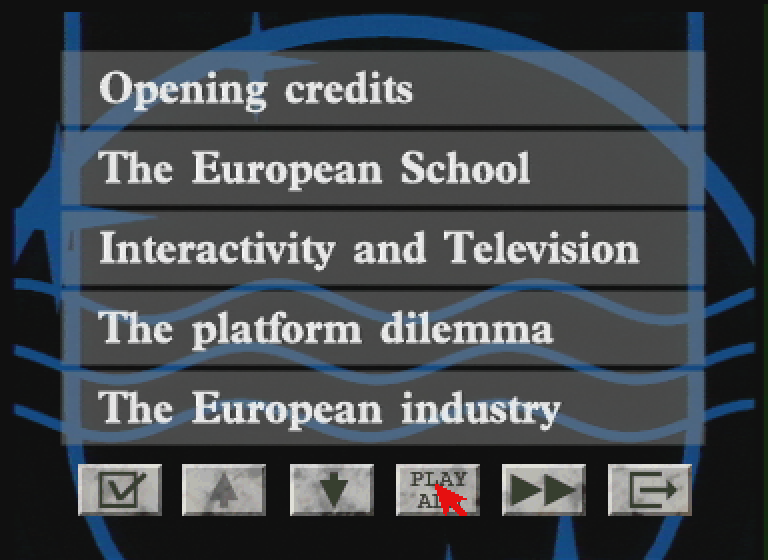 Opening credits
The European School
Interactivity and Television
The platform dilemma
The European industry
PLAY